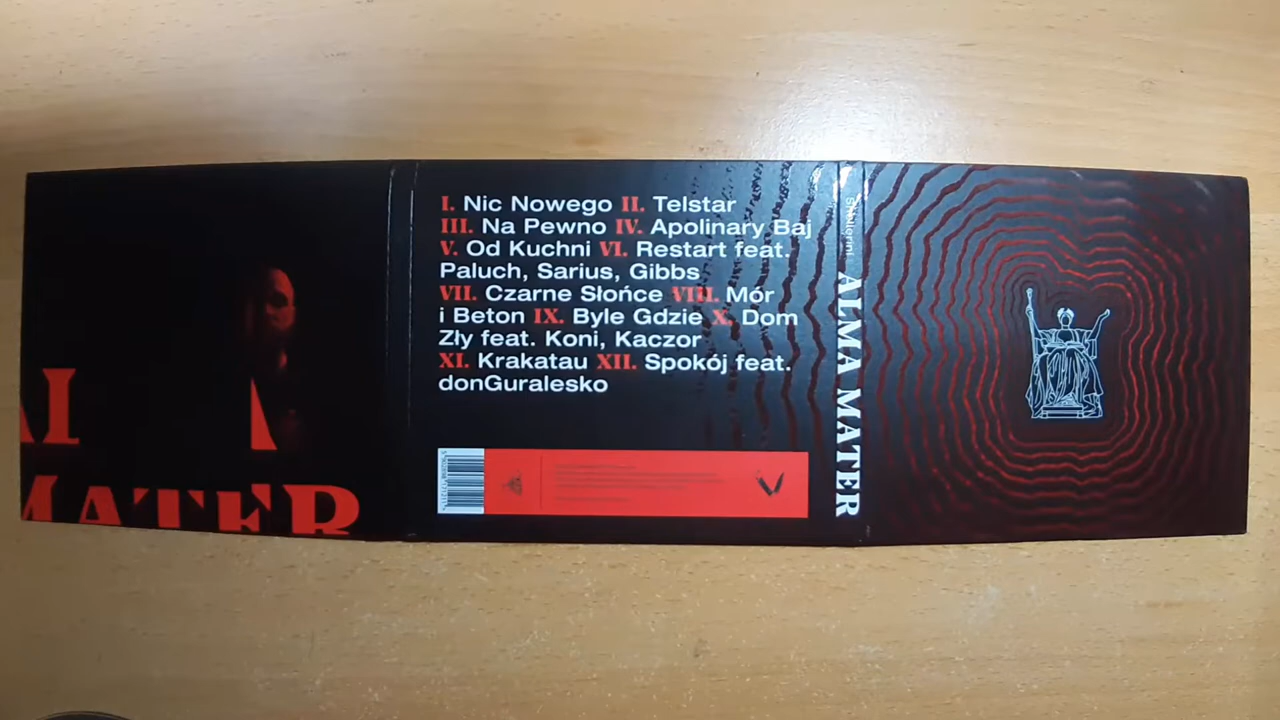 AI
MATER
I. Nic Nowego II. Telstar
III. Na Pewno IV. Apolinary Baj
V. Od Kuchni VI. Restart feat.
Paluch, Sarius, Gibbs
VII. Czarne Słońce VIII. Mór
i Beton IX. Byle Gdzie X. Dom
Zły feat. Koni, Kaczor
XI. Krakatau XII. Spokój feat.
donGuralesko
Shellerini
ALMA MATER